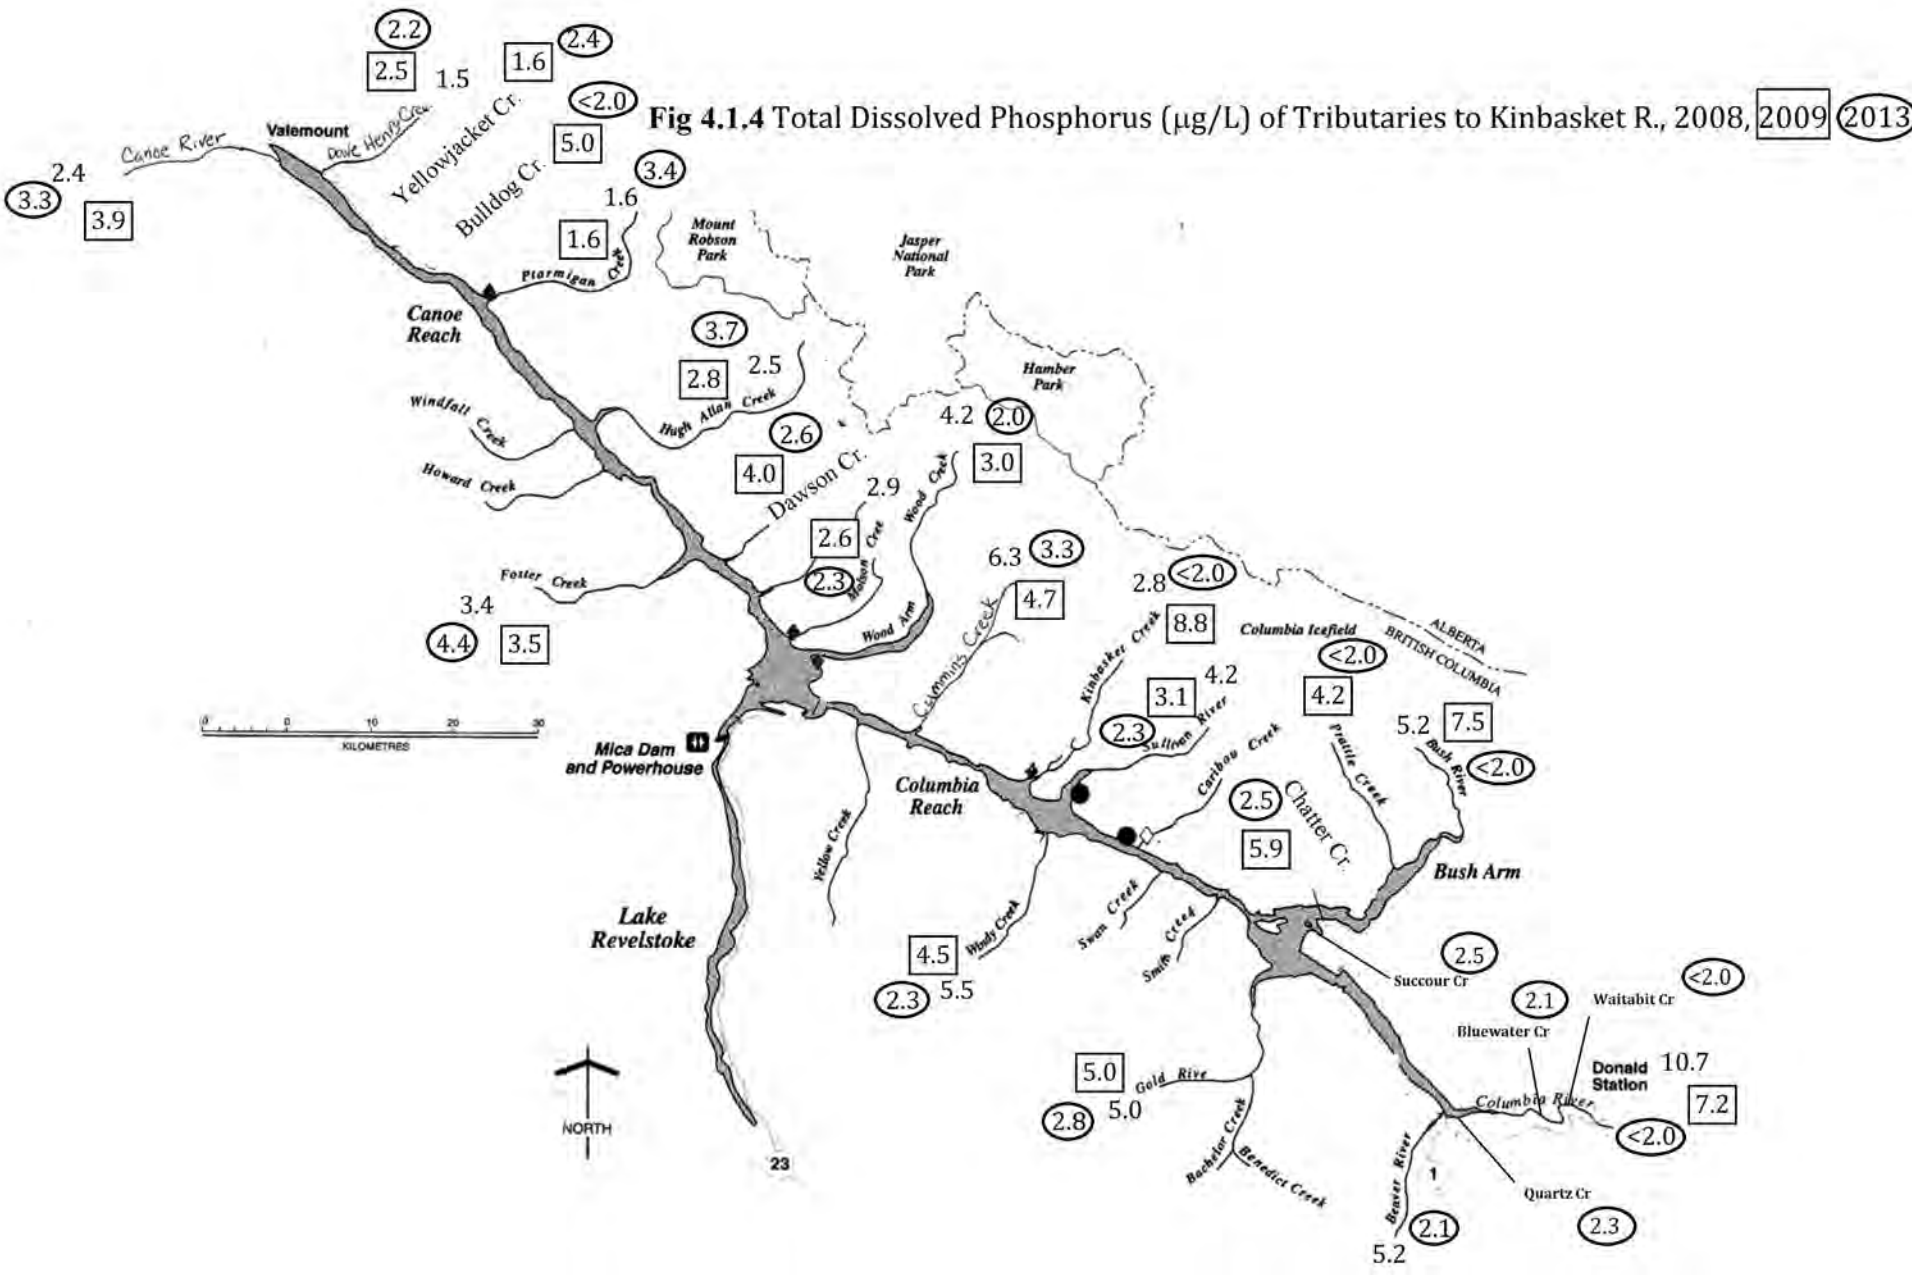 2.2
2.4
2.5
1.5
1.6
<2.0
Fig 4.1.4 Total Dissolved Phosphorus (μg/L) of Tributaries to Kinbasket R., 2008, 2009 2013
Valemount
Dave Henry Cree
Canoe River
Yellowjacket Cr.
5.0
Bulldog Cr.
3.4
2.4
3.3
3.9
1.6
1.6
Ptarmigan Creek
Mount
Robson
Park
Jasper
National
Park
Canoe
Reach
3.7
2.8
2.5
Hugh Allan Creek
Hamber
Park
Windfall
Creek
Howard Creek
2.6
4.0
Dawson Cr.
4.2
2.0
3.0
2.9
Wood Creek
2.6
2.3
Molson Cree
Wood Arm
Foster Creek
3.4
4.4
3.5
6.3
3.3
4.7
Cummins Creek
2.8
<2.0
8.8
Kinbasket Creek
Columbia Icefield
ALBERTA
BRITISH COLUMBIA
<2.0
4.2
3.1
4.2
2.3
Sullivan River
Caribou Creek
Prattle Creek
5.2
7.5
Bush River
<2.0
0 0 10 20 30
KILOMETRES
Mica Dam
and Powerhouse
Columbia
Reach
Yellow Creek
2.5
Chatter Cr.
5.9
Bush Arm
Lake
Revelstoke
Windy Creek
4.5
2.3
5.5
Swan Creek
Smith Creed
2.5
Succour Cr
<2.0
2.1
Waitabit Cr
Bluewater Cr
Donald
Station
10.7
Columbia River
7.2
<2.0
5.0
Gold Rive
2.8
5.0
Bachelor Creek
Benedict Creek
NORTH
23
Beaver River
1
Quartz Cr
2.1
2.3
5.2